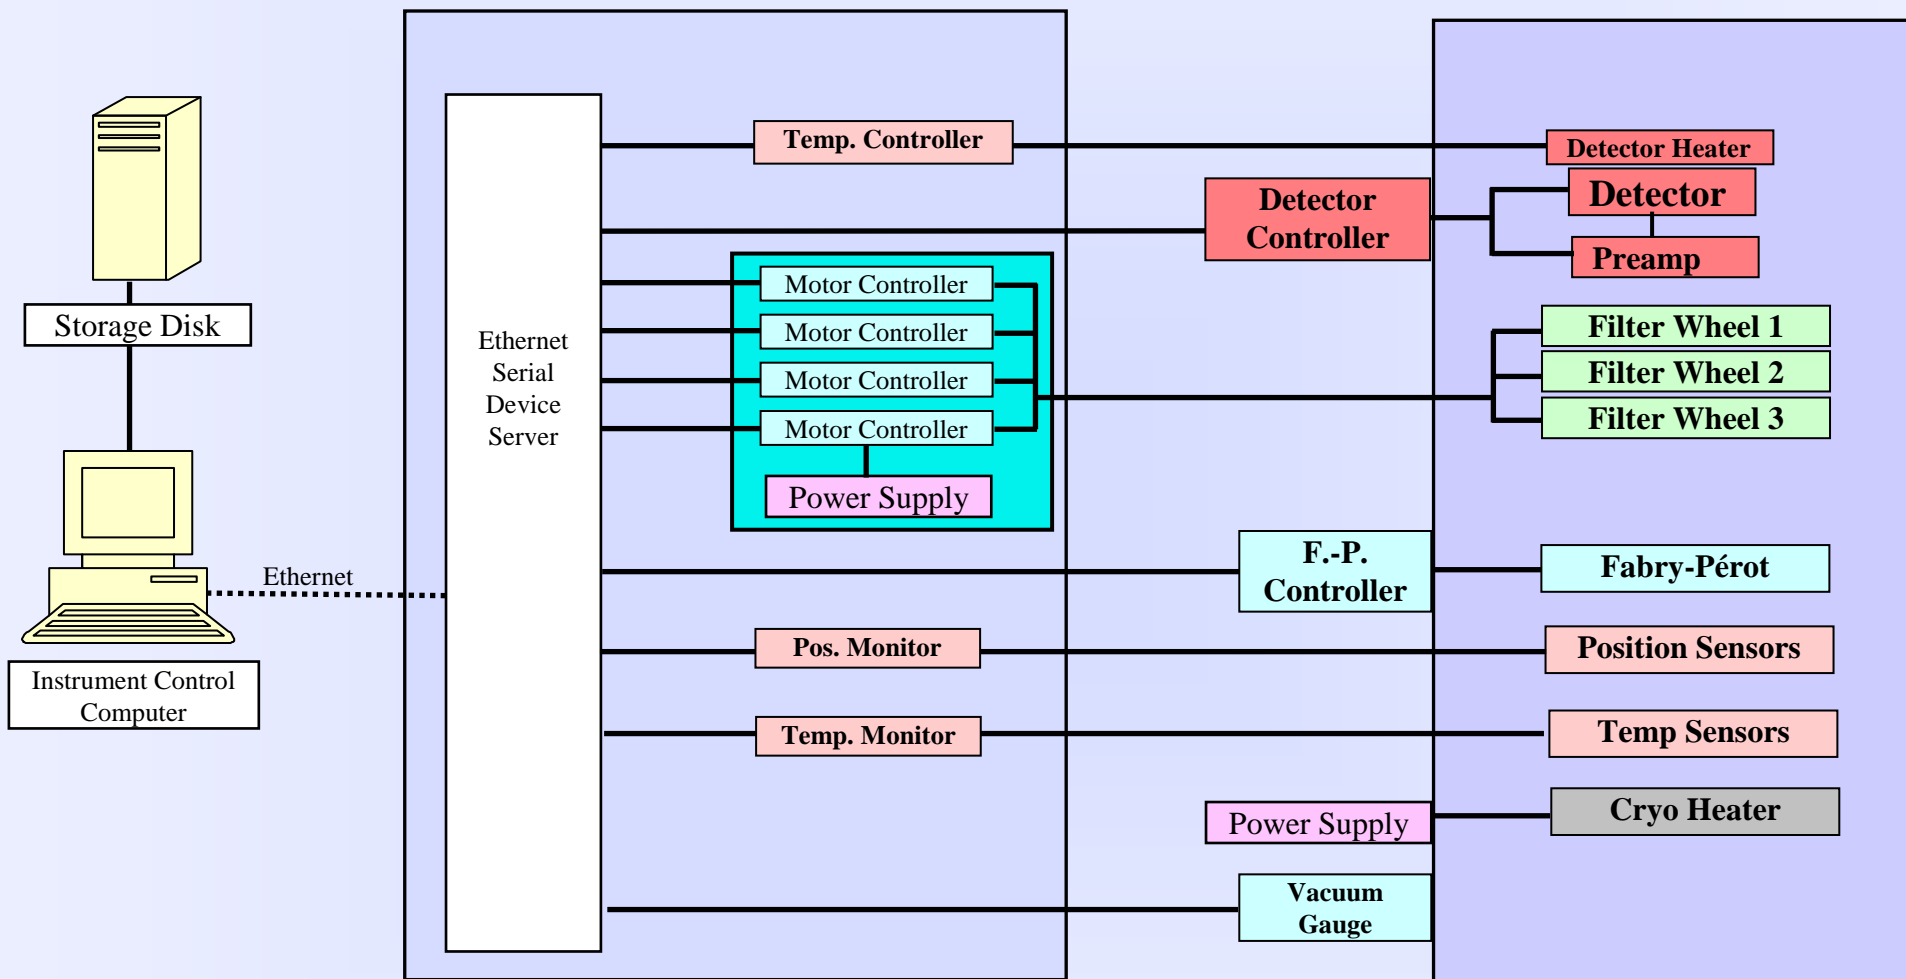 Storage Disk
Ethernet
Instrument Control
Computer
Ethernet
Serial
Device
Server
Temp. Controller
Detector
Controller
Motor Controller
Motor Controller
Motor Controller
Motor Controller
Power Supply
F.-P.
Controller
Pos. Monitor
Temp. Monitor
Power Supply
Vacuum
Gauge
Detector Heater
Detector
Preamp
Filter Wheel 1
Filter Wheel 2
Filter Wheel 3
Fabry-Pérot
Position Sensors
Temp Sensors
Cryo Heater